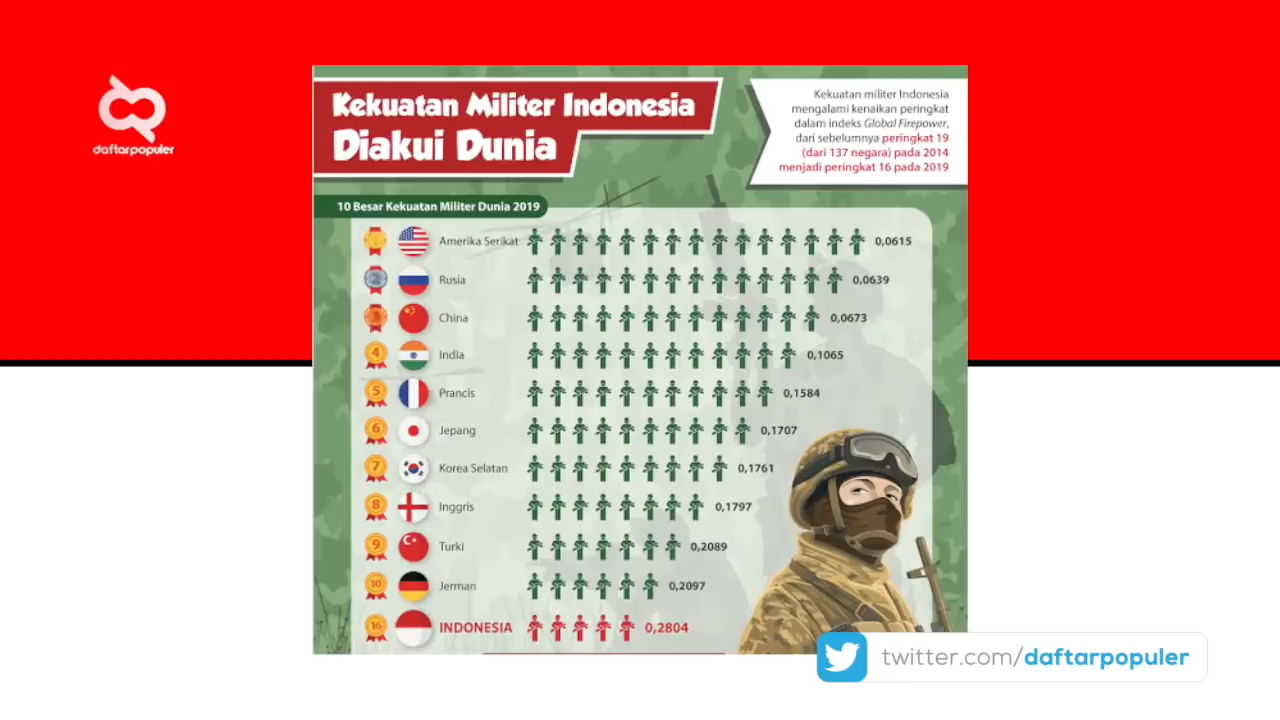 daftarpopuler
Kekuatan Militer Indonesia
Diakui Dunia
Kekuatan militer Indonesia
mengalami kenaikan peringkat
dalam indeks Global Firepower,
dari sebelumnya peringkat 19
(dari 137 negara) pada 2014
menjadi peringkat 16 pada 2019
10 Besar Kekuatan Militer Dunia 2019
1 Amerika Serikat 0,0615
2 Rusia 0,0639
3 China 0,0673
4 India 0,1065
5 Prancis 0,1584
6 Jepang 0,1707
7 Korea Selatan 0,1761
8 Inggris 0,1797
9 Turki 0,2089
10 Jerman 0,2097
16 INDONESIA 0,2804
twitter.com/daftarpopuler